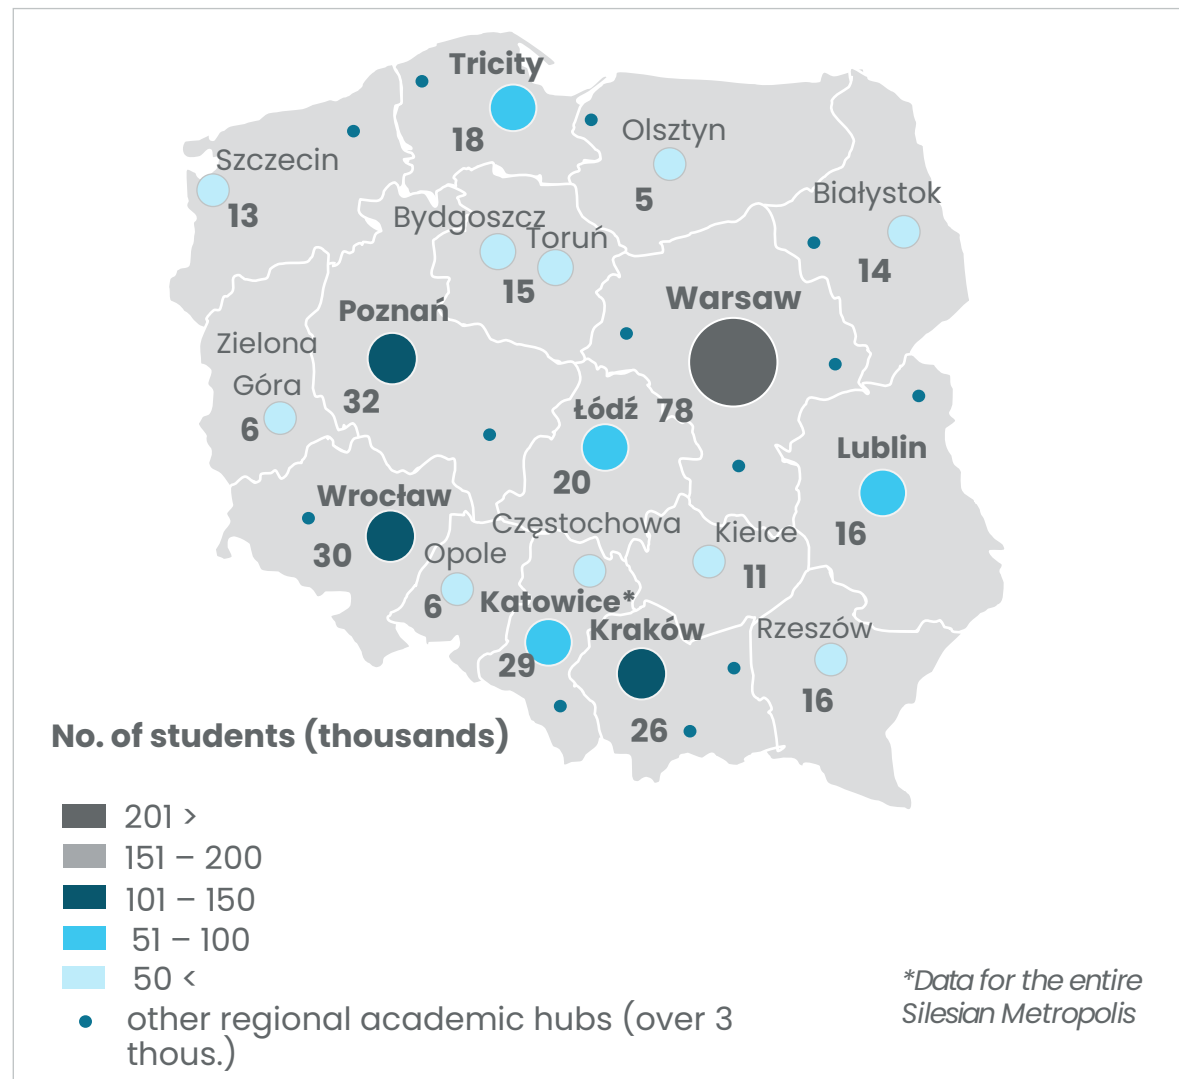 Tricity
18
Olsztyn
5
Szczecin
13
Białystok
14
Bydgoszcz
Toruń
15
Warsaw
78
Poznań
32
Zielona
Góra
6
Łódź
20
Lublin
16
Wrocław
30
Częstochowa
Kielce
11
Opole
6
Katowice*
29
Kraków
26
Rzeszów
16
No. of students (thousands)
201 >
151 – 200
101 – 150
51 – 100
50 <
other regional academic hubs (over 3
thous.)
*Data for the entire
Silesian Metropolis